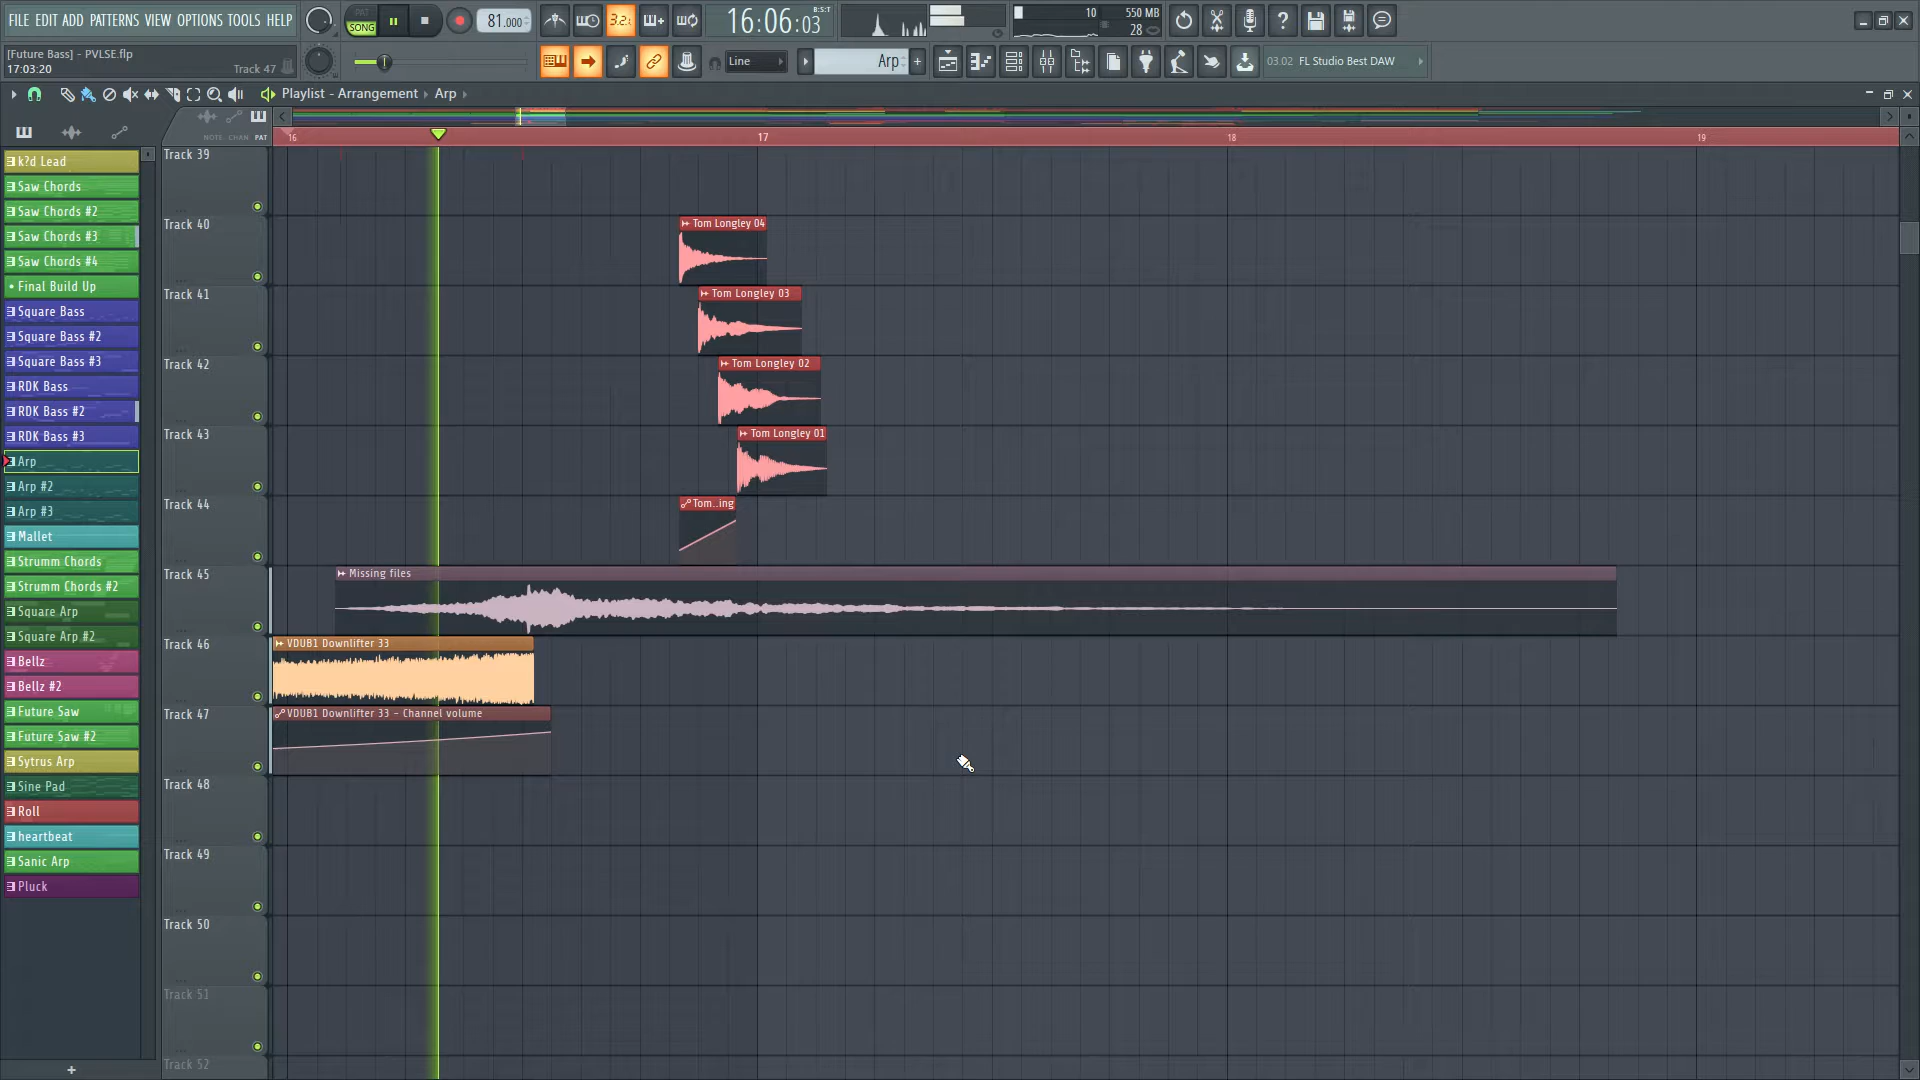 FILE EDIT ADD PATTERNS VIEW OPTIONS TOOLS HELP
PAT
SONG
81.000
3.2.
16:06:03
B:S:T
10
550 MB
28
[Future Bass] - PVLSE.flp
17:03:20
Track 47
Line
Arp
03.02 FL Studio Best DAW
Playlist - Arrangement
Arp
NOTE CHAN PAT
16
17
18
19
k?d Lead
Saw Chords
Saw Chords #2
Saw Chords #3
Saw Chords #4
Final Build Up
Square Bass
Square Bass #2
Square Bass #3
RDK Bass
RDK Bass #2
RDK Bass #3
Arp
Arp #2
Arp #3
Mallet
Strumm Chords
Strumm Chords #2
Square Arp
Square Arp #2
Bellz
Bellz #2
Future Saw
Future Saw #2
Sytrus Arp
Sine Pad
Roll
heartbeat
Sanic Arp
Pluck
Track 39
Track 40
Tom Longley 04
Track 41
Tom Longley 03
Track 42
Tom Longley 02
Track 43
Tom Longley 01
Track 44
Tom..ing
Track 45
Missing files
Track 46
VDUB1 Downlifter 33
Track 47
VDUB1 Downlifter 33 - Channel volume
Track 48
Track 49
Track 50
Track 51
Track 52